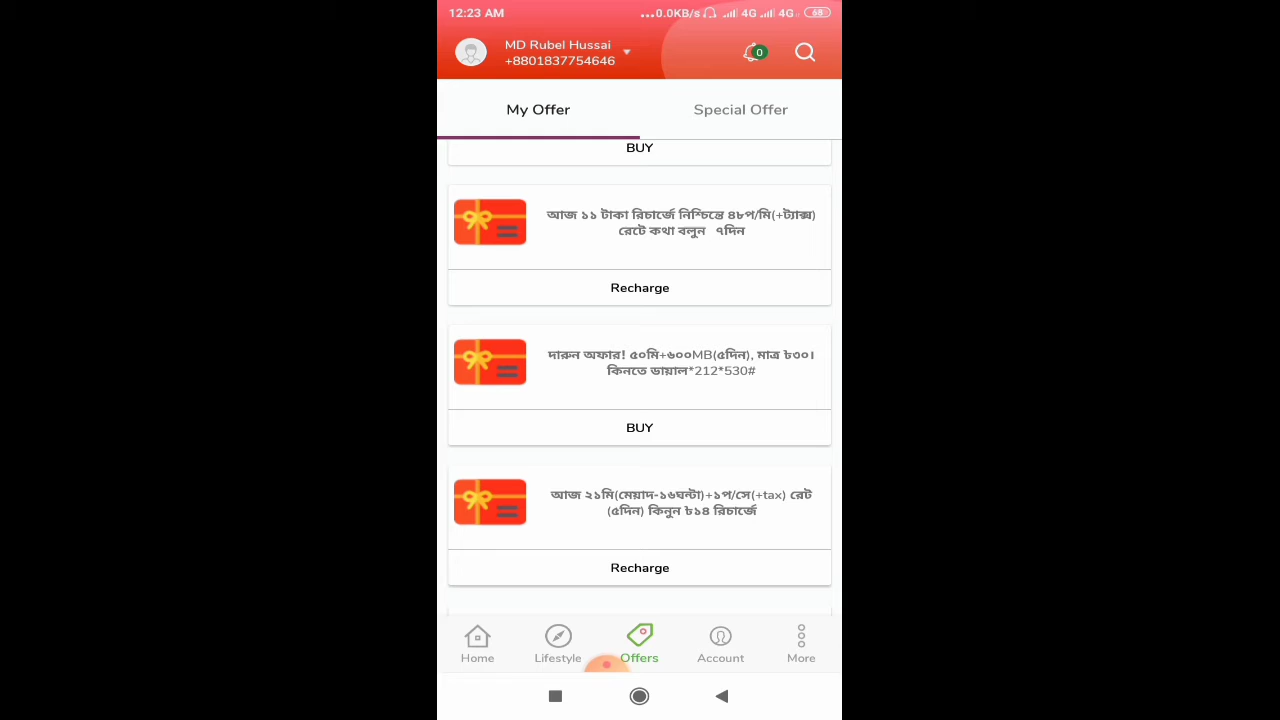 12:23 AM
...0.0KB/s 4G 4G 68
MD Rubel Hussai
+8801837754646
0
My Offer
Special Offer
BUY
আজ ১১ টাকা রিচার্জে নিশ্চিন্তে ৪৮প/মি(+ট্যাক্স)
রেটে কথা বলুন ৭দিন
Recharge
দারুন অফার! ৫০মি+৬০০MB(৫দিন), মাত্র ৳৩০।
কিনতে ডায়াল*212*530#
BUY
আজ ২১মি(মেয়াদ-১৬ঘন্টা)+১প/সে(+tax) রেট
(৫দিন) কিনুন ৳১৪ রিচার্জে
Recharge
Home
Lifestyle
Offers
Account
More